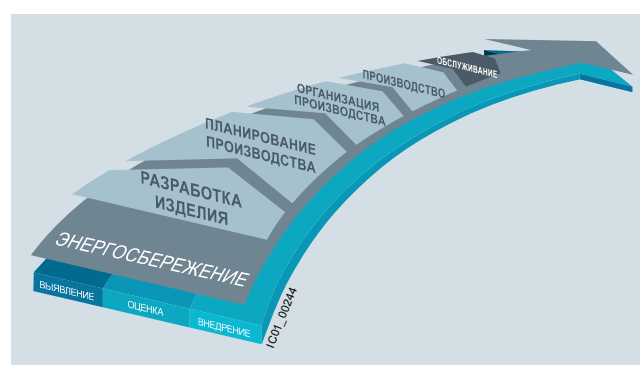 ОБСЛУЖИВАНИЕ
ПРОИЗВОДСТВО
ОРГАНИЗАЦИЯ
ПРОИЗВОДСТВА
ПЛАНИРОВАНИЕ
ПРОИЗВОДСТВА
РАЗРАБОТКА
ИЗДЕЛИЯ
ЭНЕРГОСБЕРЕЖЕНИЕ
ВЫЯВЛЕНИЕ
ОЦЕНКА
ВНЕДРЕНИЕ
IC01_00244